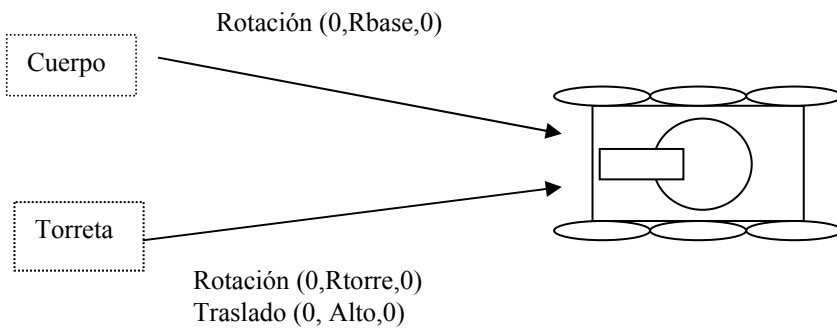 Rotación (0,Rbase,0)
Cuerpo
Torreta
Rotación (0,Rtorre,0)
Traslado (0, Alto,0)